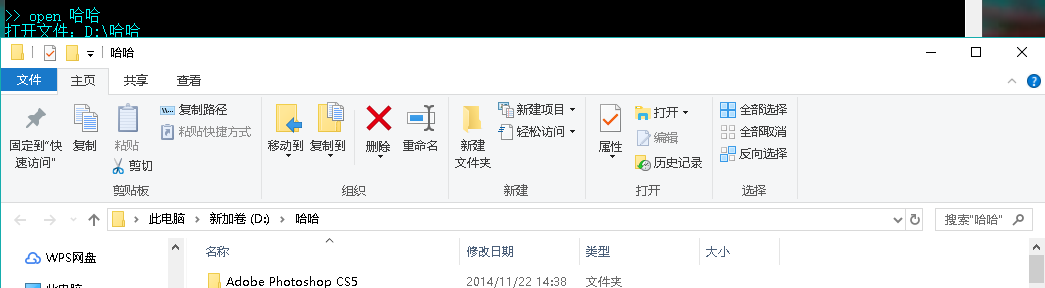 >> open 哈哈
打开文件: D:\哈哈
哈哈
文件 主页 共享 查看
固定到"快速访问"
复制
粘贴
复制路径
粘贴快捷方式
剪切
移动到
复制到
删除
重命名
新建文件夹
新建项目
轻松访问
属性
打开
编辑
历史记录
全部选择
全部取消
反向选择
剪贴板 组织 新建 打开 选择
此电脑 > 新加卷 (D:) > 哈哈
搜索"哈哈"
名称 修改日期 类型 大小
WPS网盘
Adobe Photoshop CS5 2014/11/22 14:38 文件夹
此电脑